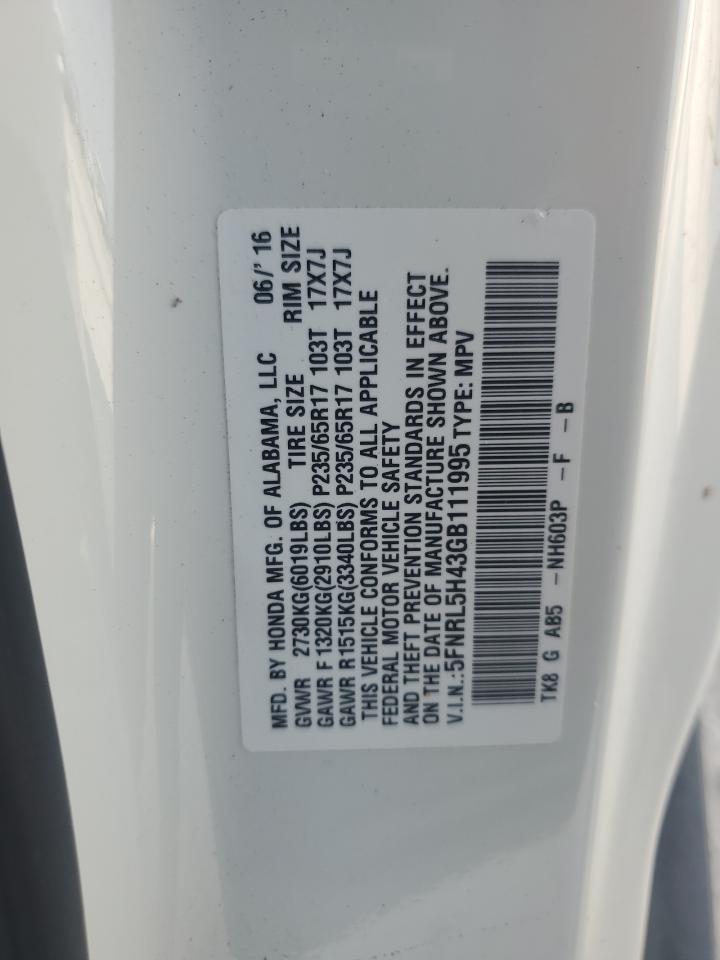 MFD. BY HONDA MFG. OF ALABAMA, LLC 06/' 16
GVWR 2730KG(6019LBS) TIRE SIZE RIM SIZE
GAWR F 1320KG(2910LBS) P235/65R17 103T 17X7J
GAWR R1515KG(3340LBS) P235/65R17 103T 17X7J
THIS VEHICLE CONFORMS TO ALL APPLICABLE
FEDERAL MOTOR VEHICLE SAFETY
AND THEFT PREVENTION STANDARDS IN EFFECT
ON THE DATE OF MANUFACTURE SHOWN ABOVE.
V.I.N.:5FNRL5H43GB111995 TYPE: MPV
TK8 G AB5 -NH603P -F -B